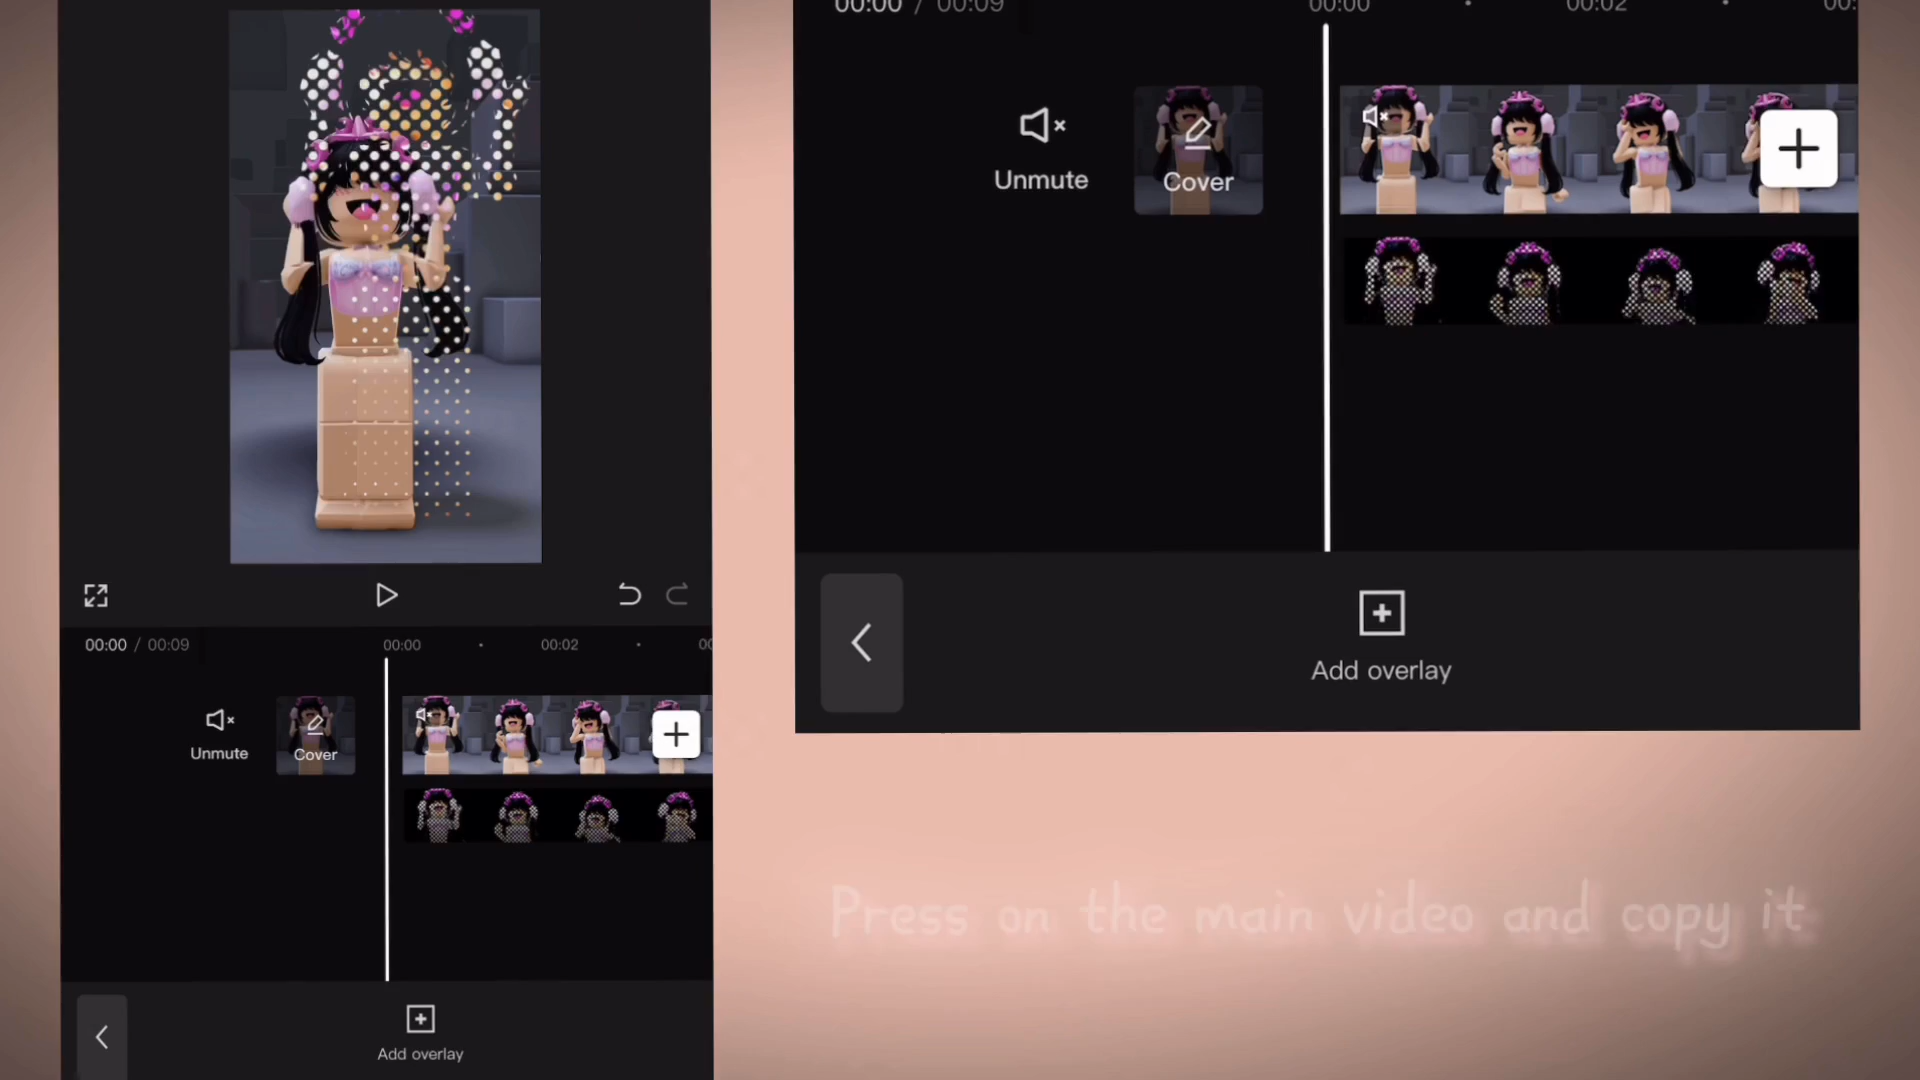 00:00 / 00:09 00:00 00:02
Unmute
Cover
Add overlay
00:00 / 00:09 00:00 00:02 00:
Unmute
Cover
Add overlay
Press on the main video and copy it